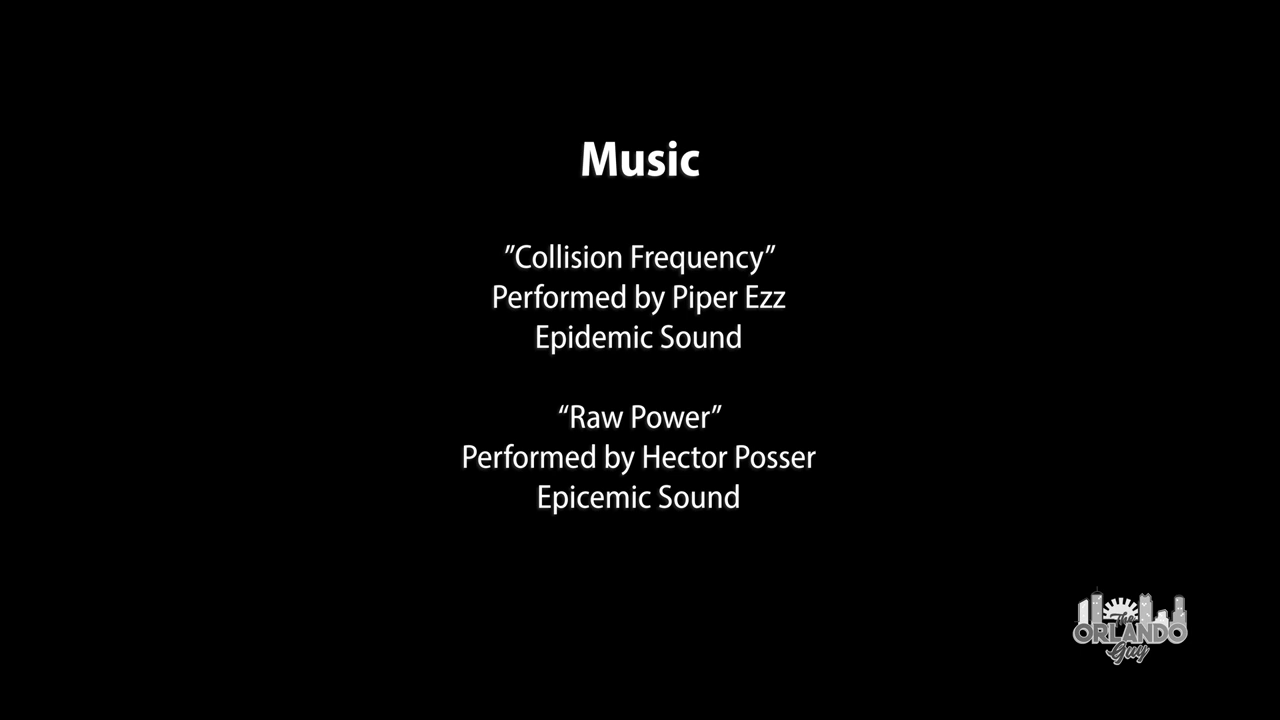 Music
”Collision Frequency”
Performed by Piper Ezz
Epidemic Sound
“Raw Power”
Performed by Hector Posser
Epicemic Sound
The
ORLANDO
Guy